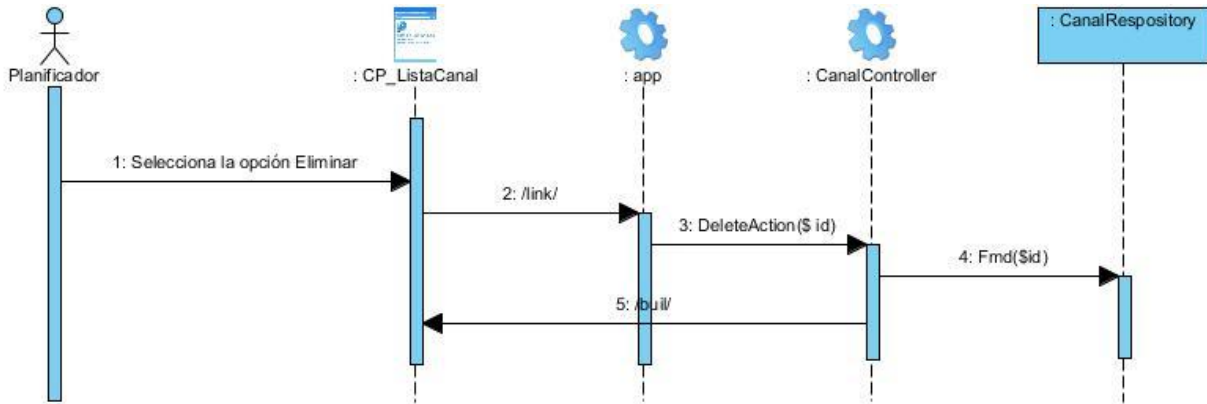 : CanalRespository
Planificador
: CP_ListaCanal
: app
: CanalController
1: Selecciona la opción Eliminar
2: /link/
3: DeleteAction($ id)
4: Fmd($id)
5: /buil/